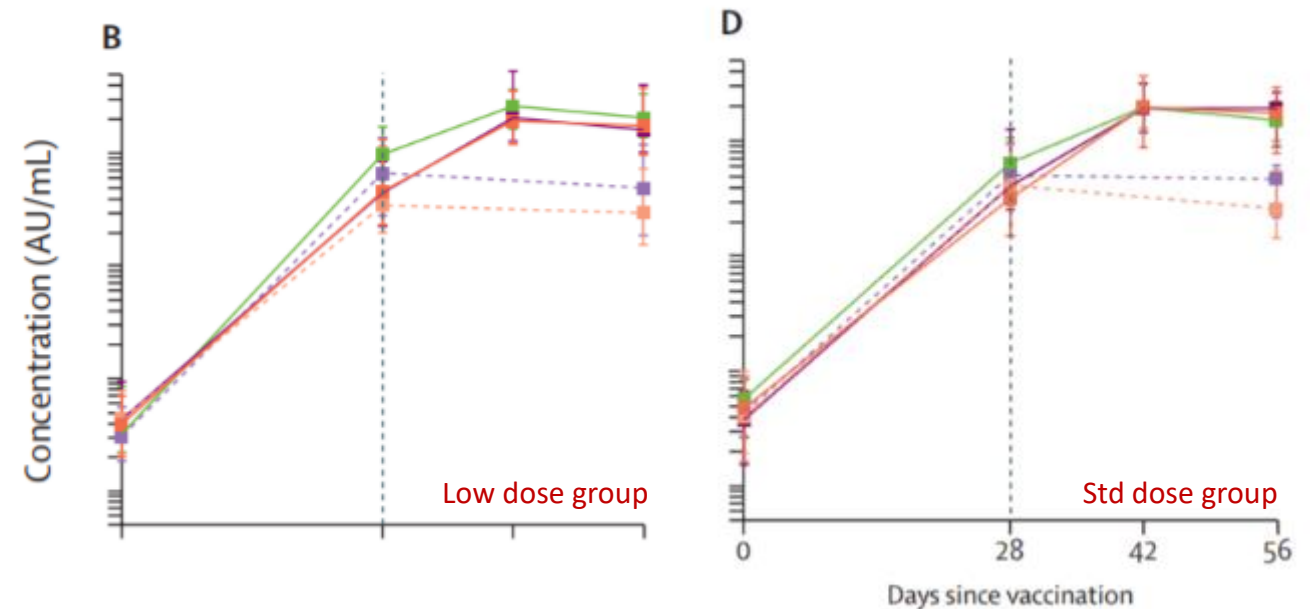 B
D
Concentration (AU/mL)
Low dose group
Std dose group
0
28
42
56
Days since vaccination